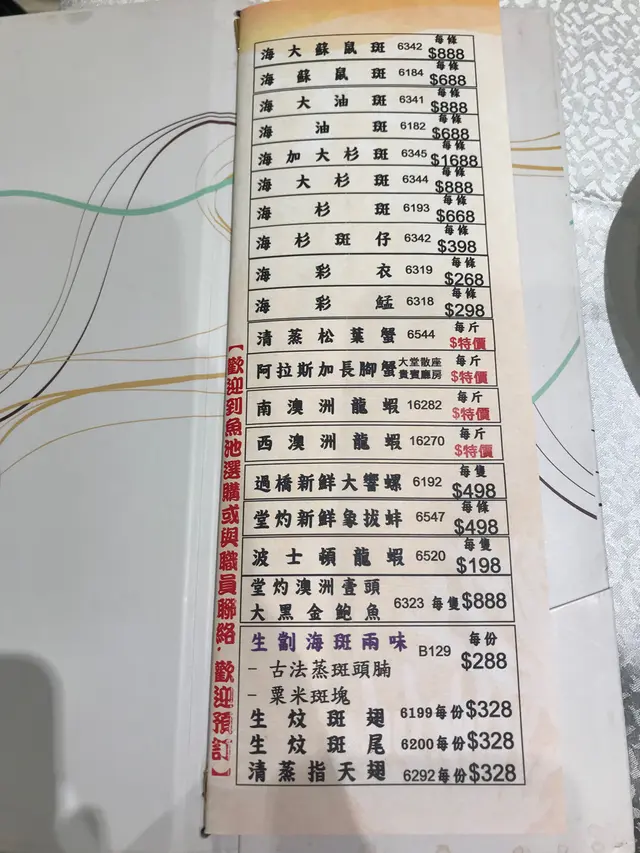 海大蘇鼠斑 6342 每條 $888
海蘇鼠斑 6184 每條 $688
海大油斑 6341 每條 $888
海油斑 6182 每條 $688
海加大杉斑 6345 每條 $1688
海大杉斑 6344 每條 $888
海杉斑 6193 每條 $668
海杉斑仔 6342 每條 $398
海彩衣 6319 每條 $268
海彩鯭 6318 每條 $298
清蒸松葉蟹 6544 每斤 $特價
阿拉斯加長腳蟹 大堂散座 貴賓廳房 每斤 $特價
南澳洲龍蝦 16282 每斤 $特價
西澳洲龍蝦 16270 每斤 $特價
過橋新鮮大響螺 6192 每隻 $498
堂灼新鮮象拔蚌 6547 每條 $498
波士頓龍蝦 6520 每隻 $198
堂灼澳洲壹頭
大黑金鮑魚 6323 每隻 $888
生劏海斑兩味 B129 每份 $288
- 古法蒸斑頭腩
- 粟米斑塊
生炆斑翅 6199 每份 $328
生炆斑尾 6200 每份 $328
清蒸指天翅 6292 每份 $328
【歡迎到魚池選購或與職員聯絡，歡迎預訂】